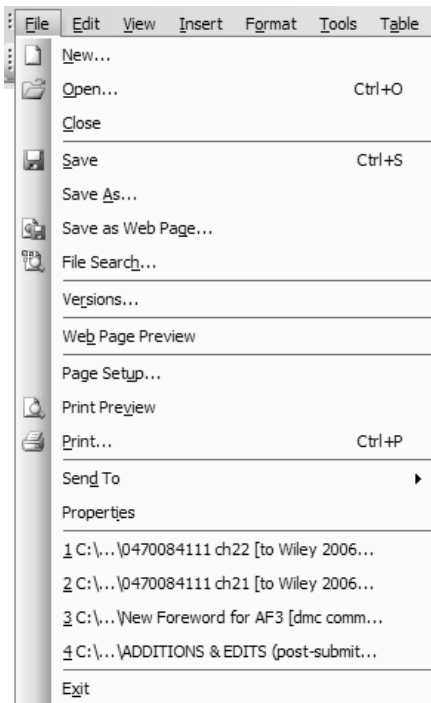 File Edit View Insert Format Tools Table
New...
Open... Ctrl+O
Close
Save Ctrl+S
Save As...
Save as Web Page...
File Search...
Versions...
Web Page Preview
Page Setup...
Print Preview
Print... Ctrl+P
Send To
Properties
1 C:\...\0470084111 ch22 [to Wiley 2006...
2 C:\...\0470084111 ch21 [to Wiley 2006...
3 C:\...\New Foreword for AF3 [dmc comm...
4 C:\...\ADDITIONS & EDITS (post-submit...
Exit